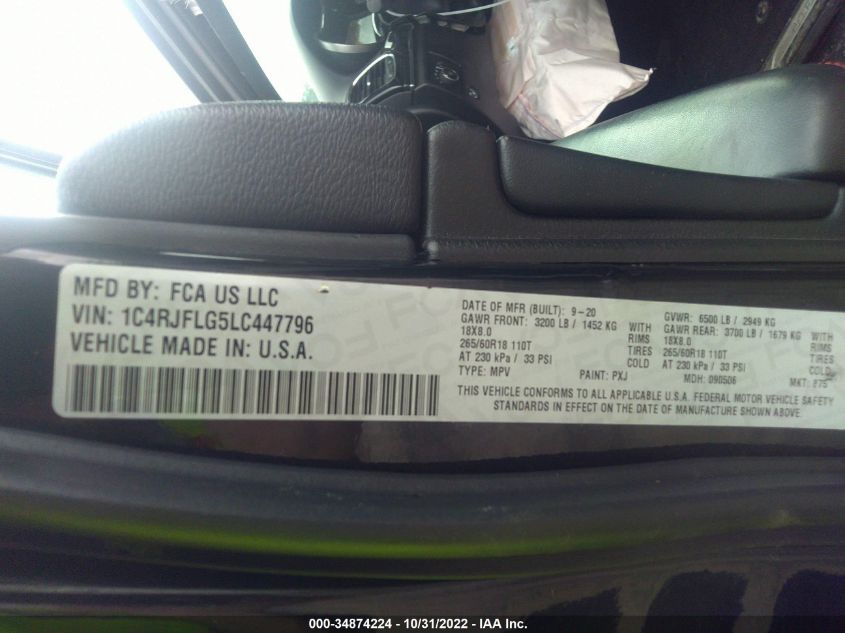 MFD BY: FCA US LLC
VIN: 1C4RJFLG5LC447796
VEHICLE MADE IN: U.S.A.
DATE OF MFR (BUILT): 9-20
GVWR: 6500 LB / 2949 KG
GAWR FRONT: 3200 LB / 1452 KG WITH
GAWR REAR: 3700 LB / 1679 KG WITH
18X8.0 RIMS
18X8.0 RIMS
265/60R18 110T TIRES
265/60R18 110T TIRES
AT 230 kPa / 33 PSI COLD
AT 230 kPa / 33 PSI COLD
TYPE: MPV PAINT: PXJ MDH: 090506 MKT: 875
THIS VEHICLE CONFORMS TO ALL APPLICABLE U.S.A. FEDERAL MOTOR VEHICLE SAFETY
STANDARDS IN EFFECT ON THE DATE OF MANUFACTURE SHOWN ABOVE.
000-34874224 - 10/31/2022 - IAA Inc.